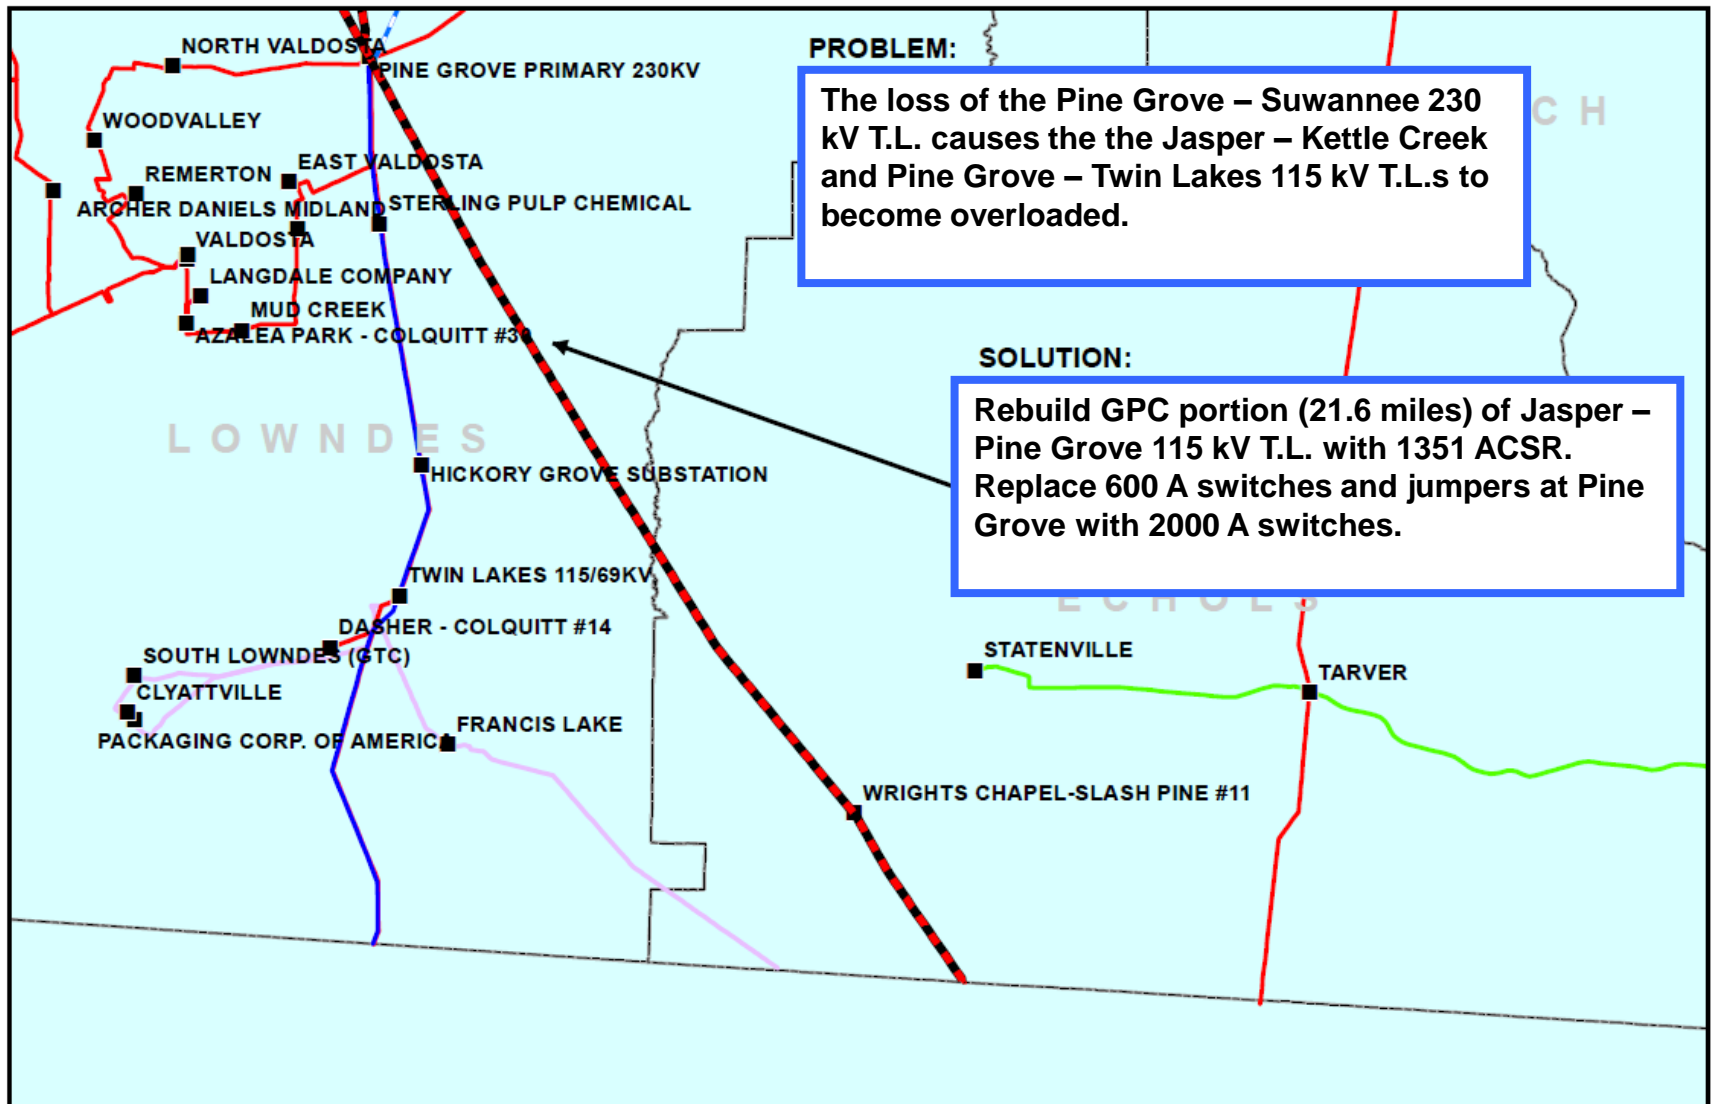 NORTH VALDOSTA
PROBLEM:
PINE GROVE PRIMARY 230KV
The loss of the Pine Grove – Suwannee 230
kV T.L. causes the the Jasper – Kettle Creek
and Pine Grove – Twin Lakes 115 kV T.L.s to
become overloaded.
CH
WOODVALLEY
EAST VALDOSTA
REMERTON
ARCHER DANIELS MIDLAND
STERLING PULP CHEMICAL
VALDOSTA
LANGDALE COMPANY
MUD CREEK
AZALEA PARK - COLQUITT #30
SOLUTION:
Rebuild GPC portion (21.6 miles) of Jasper –
Pine Grove 115 kV T.L. with 1351 ACSR.
Replace 600 A switches and jumpers at Pine
Grove with 2000 A switches.
LOWNDES
HICKORY GROVE SUBSTATION
TWIN LAKES 115/69KV
ECHOLS
DASHER - COLQUITT #14
SOUTH LOWNDES (GTC)
STATENVILLE
TARVER
CLYATTVILLE
FRANCIS LAKE
PACKAGING CORP. OF AMERICA
WRIGHTS CHAPEL-SLASH PINE #11